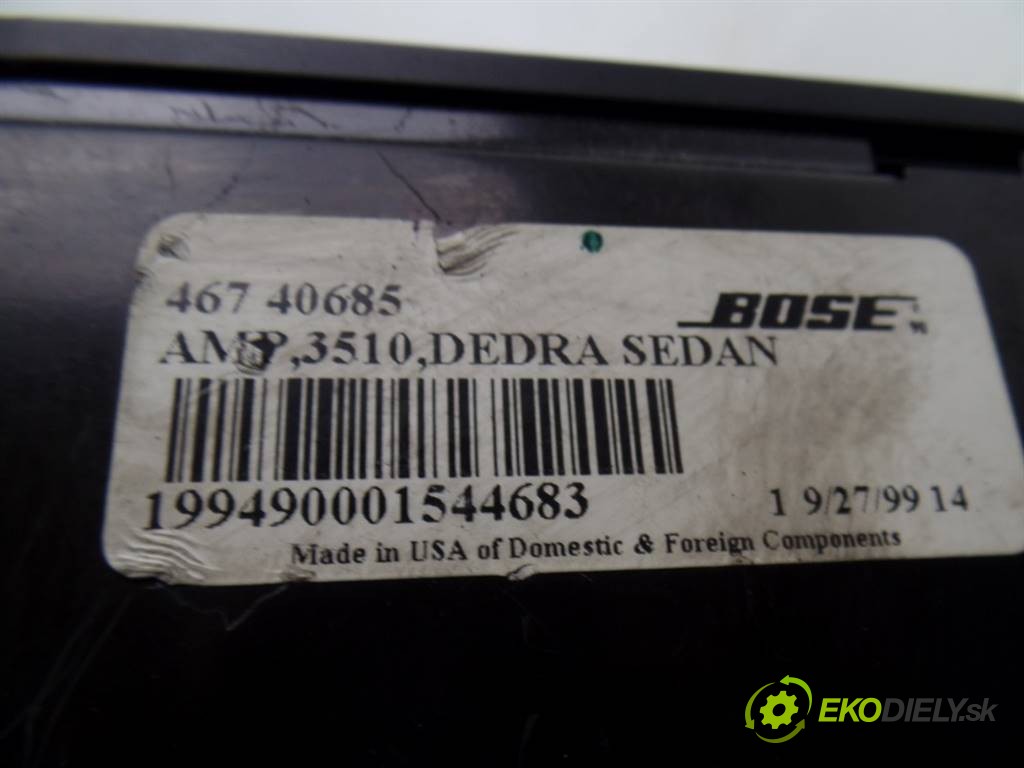 467 40685
BOSE
AMP,3510,DEDRA SEDAN
199490001544683
1 9/27/99 14
Made in USA of Domestic & Foreign Components
EKODIELY.sk